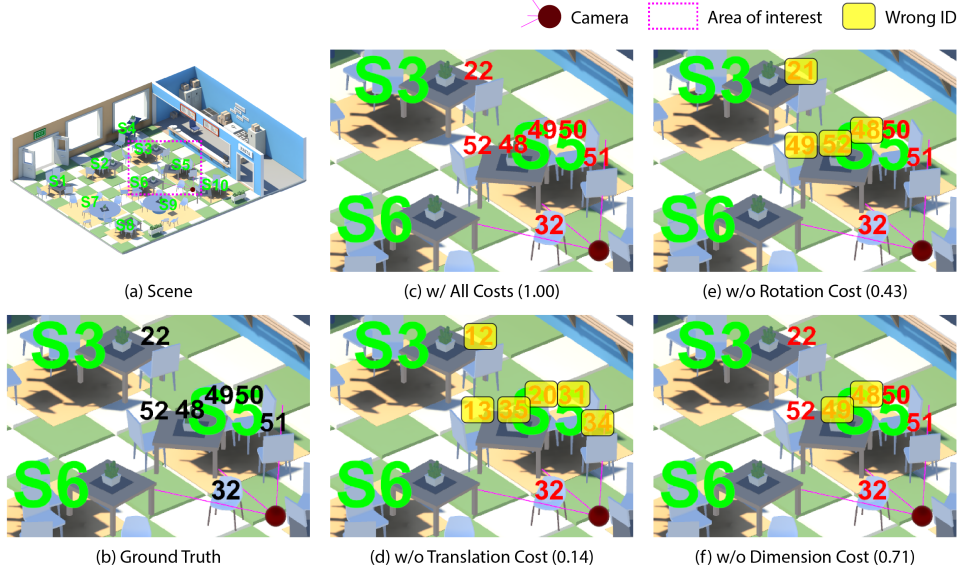 Camera
Area of interest
Wrong ID
S4
S3
S2
S5
S1
S6
S10
S7
S9
S8
(a) Scene
S3
22
49
50
52
48
S5
51
S6
32
(c) w/ All Costs (1.00)
S3
21
48
50
49
52
S5
51
S6
32
(e) w/o Rotation Cost (0.43)
S3
22
49
50
52
48
S5
51
S6
32
(b) Ground Truth
S3
12
20
31
13
35
S5
34
S6
32
(d) w/o Translation Cost (0.14)
S3
22
48
50
52
49
S5
51
S6
32
(f) w/o Dimension Cost (0.71)